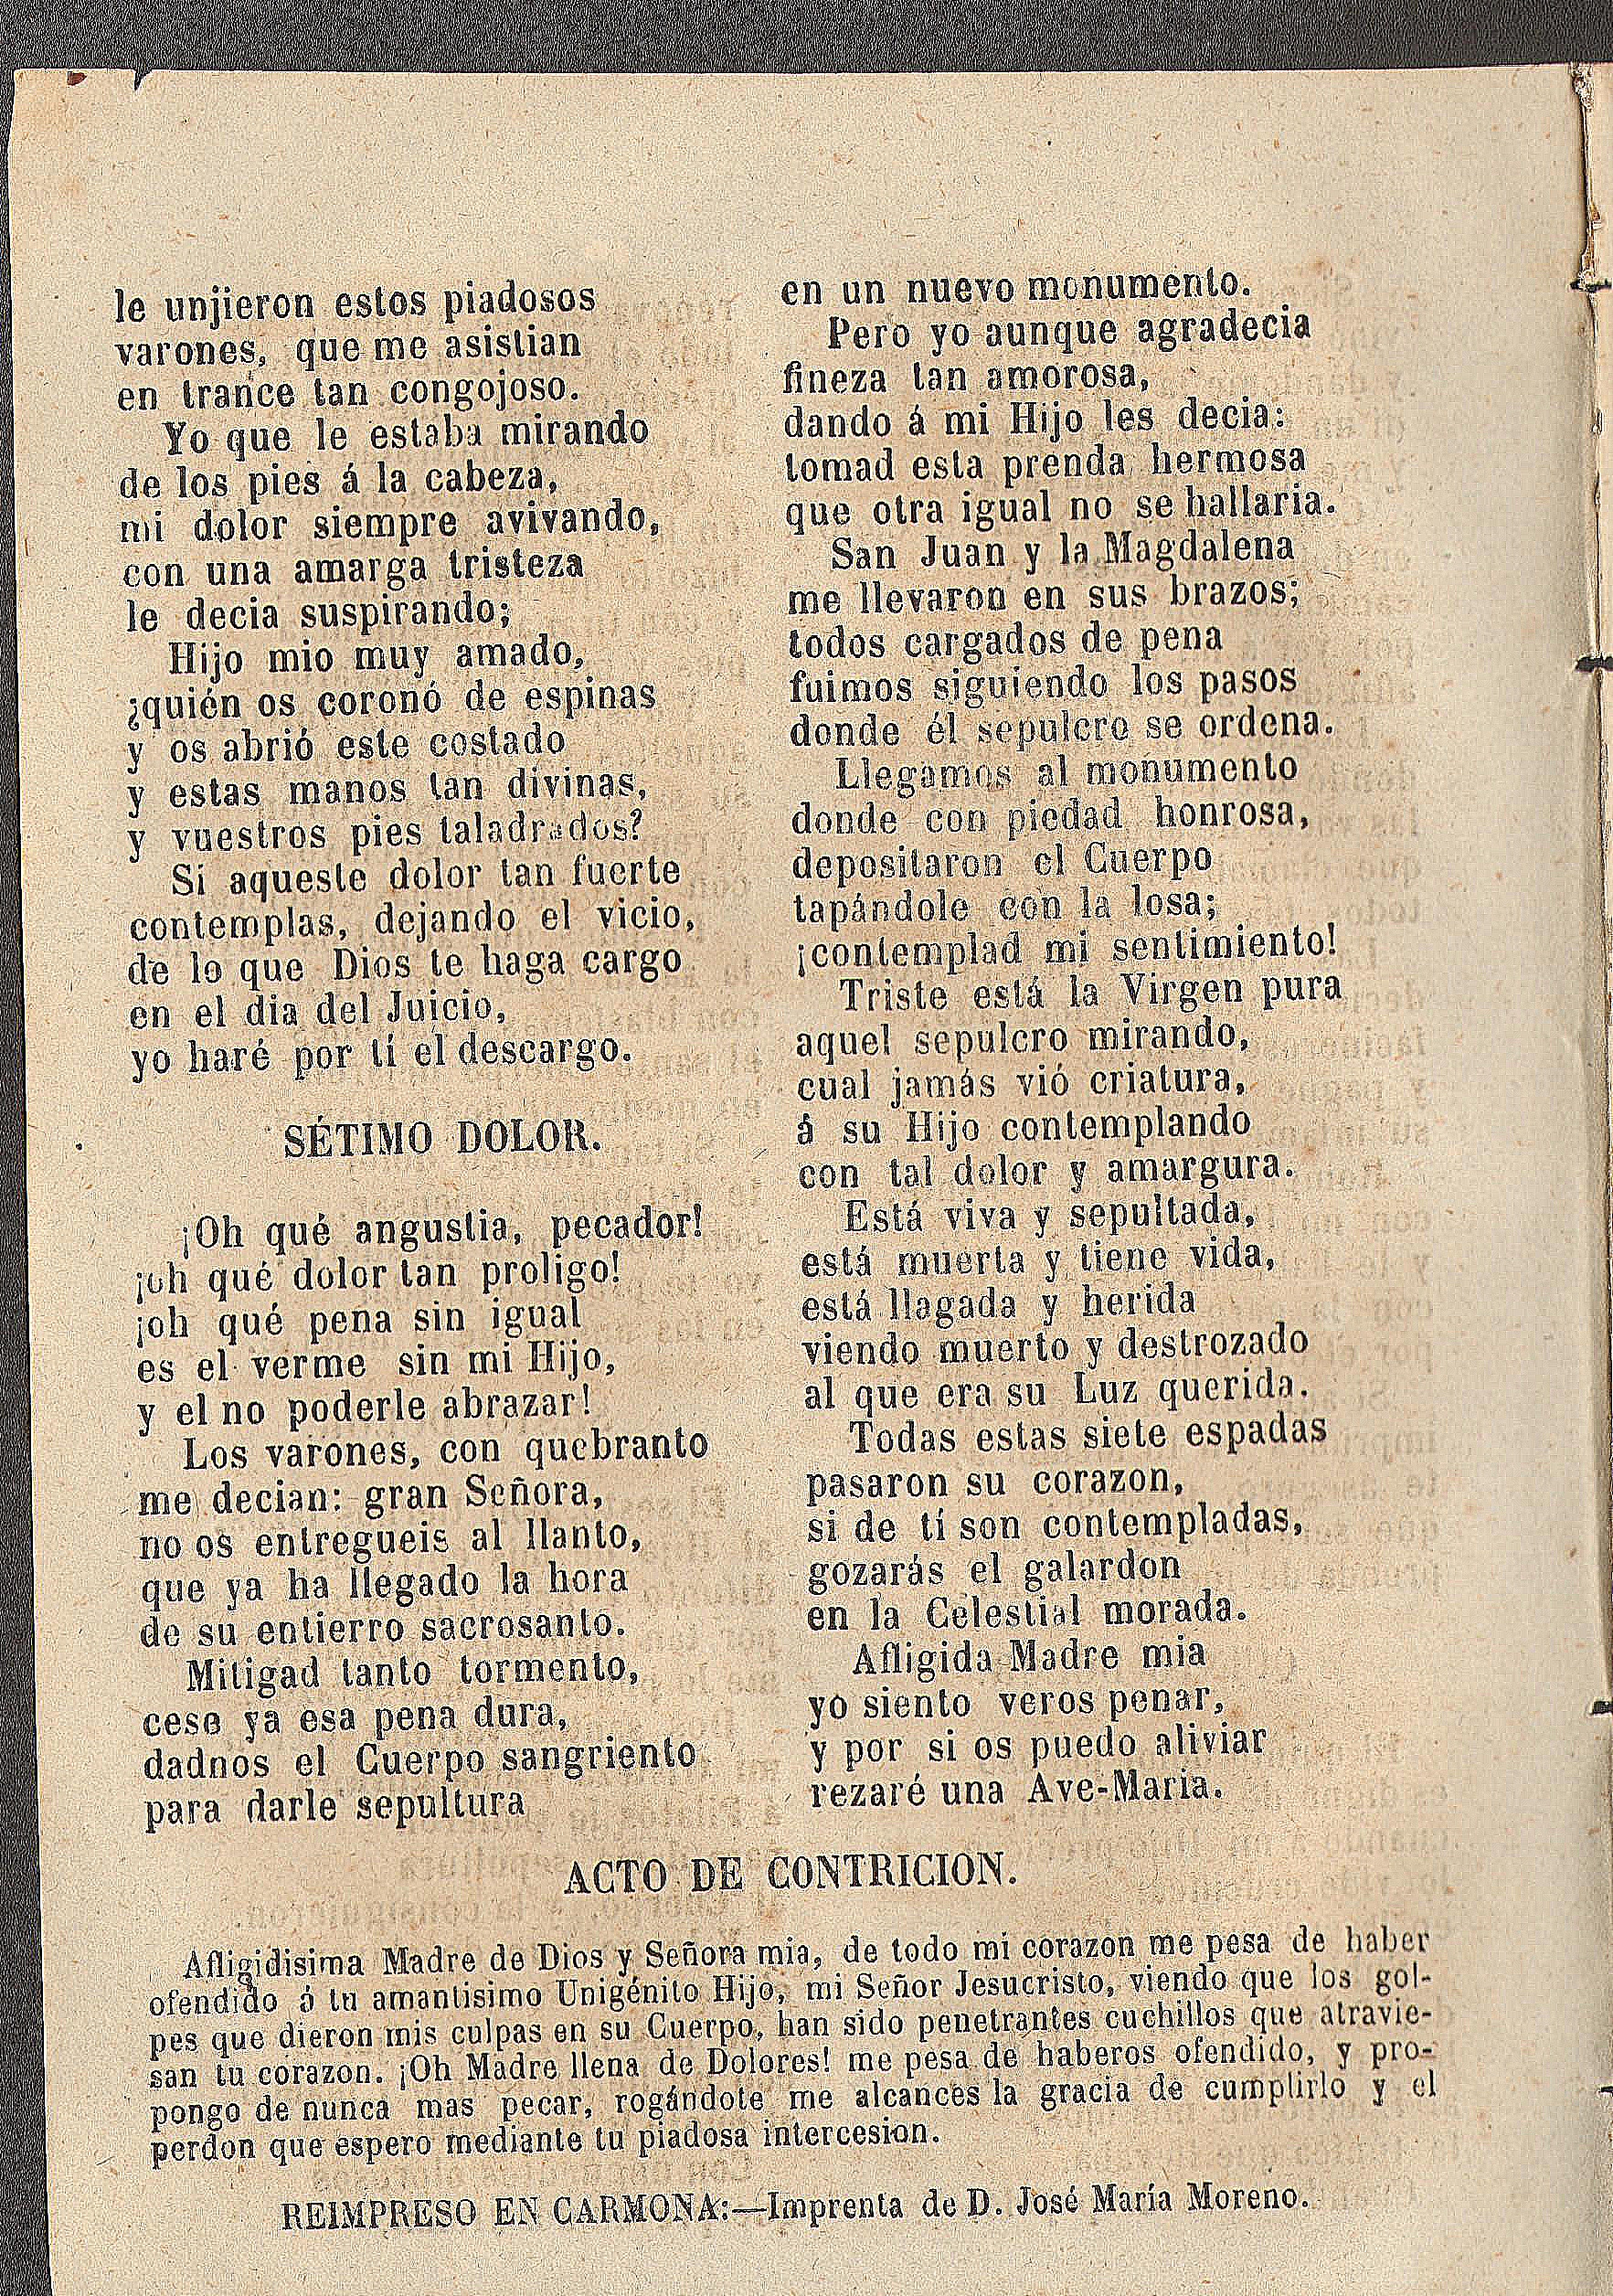 le unjieron estos piadosos
varones, que me asistian
en trance tan congojoso.
Yo que le estaba mirando
de los pies á la cabeza,
mi dolor siempre avivando,
con una amarga tristeza
le decia suspirando;
Hijo mio muy amado,
¿quién os coronó de espinas
y os abrió este costado
y estas manos tan divinas,
y vuestros pies taladrados?
Si aqueste dolor tan fuerte
contemplas, dejando el vicio,
de lo que Dios te haga cargo
en el dia del Juicio,
yo haré por tí el descargo.
SÉTIMO DOLOR.
¡Oh qué angustia, pecador!
¡oh qué dolor tan proligo!
¡oh qué pena sin igual
es el verme sin mi Hijo,
y el no poderle abrazar!
Los varones, con quebranto
me decian: gran Señora,
no os entregueis al llanto,
que ya ha llegado la hora
de su entierro sacrosanto.
Mitigad tanto tormento,
cese ya esa pena dura,
dadnos el Cuerpo sangriento
para darle sepultura
en un nuevo monumento.
Pero yo aunque agradecia
fineza tan amorosa,
dando á mi Hijo les decia:
tomad esta prenda hermosa
que otra igual no se hallaria.
San Juan y la Magdalena
me llevaron en sus brazos;
todos cargados de pena
fuimos siguiendo los pasos
donde él sepulcro se ordena.
Llegamos al monumento
donde con piedad honrosa,
depositaron el Cuerpo
tapándole con la losa;
¡contemplad mi sentimiento!
Triste está la Virgen pura
aquel sepulcro mirando,
cual jamás vió criatura,
á su Hijo contemplando
con tal dolor y amargura.
Está viva y sepultada,
está muerta y tiene vida,
está llagada y herida
viendo muerto y destrozado
al que era su Luz querida.
Todas estas siete espadas
pasaron su corazon,
si de tí son contempladas,
gozarás el galardon
en la Celestial morada.
Afligida Madre mia
yo siento veros penar,
y por si os puedo aliviar
rezaré una Ave-Maria.
ACTO DE CONTRICION.
Afligidisima Madre de Dios y Señora mia, de todo mi corazon me pesa de haber
ofendido á tu amantisimo Unigénito Hijo, mi Señor Jesucristo, viendo que los gol-
pes que dieron mis culpas en su Cuerpo, han sido penetrantes cuchillos que atravie-
san tu corazon. ¡Oh Madre llena de Dolores! me pesa de haberos ofendido, y pro-
pongo de nunca mas pecar, rogándote me alcances la gracia de cumplirlo y el
perdon que espero mediante tu piadosa intercesion.
REIMPRESO EN CARMONA:—Imprenta de D. José María Moreno.